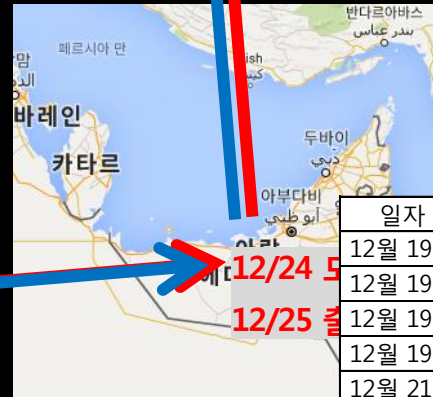 반다르아바스
بندر عباس
페르시아 만
ish
바레인
카타르
두바이
دبي
아부다비
أبو ظبي
12/24
12/25
일자
12월 19
12월 19
12월 19
12월 19
12월 21